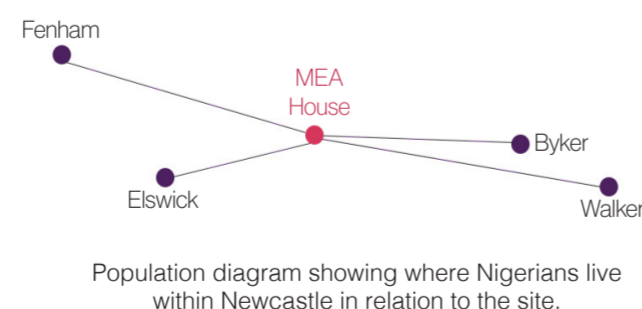 Fenham
MEA
House
Byker
Elswick
Walker
Population diagram showing where Nigerians live
within Newcastle in relation to the site.